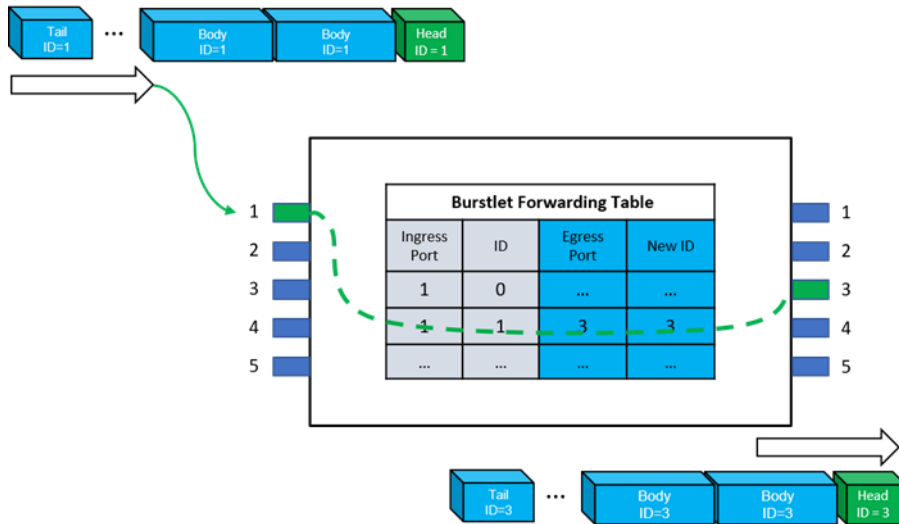 Tail
ID=1
...
Body
ID=1
Body
ID=1
Head
ID = 1
Burstlet Forwarding Table
Ingress
Port
ID
Egress
Port
New ID
1
0
...
...
1
1
3
3
...
...
...
...
1
2
3
4
5
1
2
3
4
5
Tail
ID=3
...
Body
ID=3
Body
ID=3
Head
ID = 3